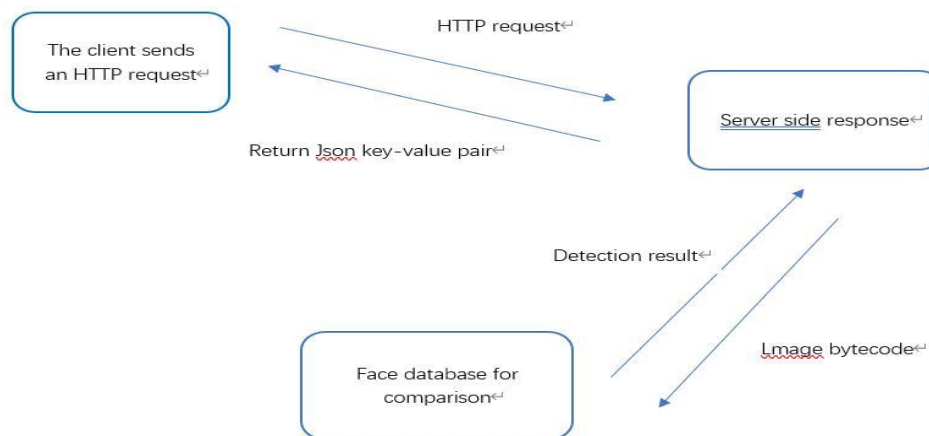 HTTP request↵
The client sends
an HTTP request↵
Server side response↵
Return Json key-value pair↵
Detection result↵
Lmage bytecode↵
Face database for
comparison↵